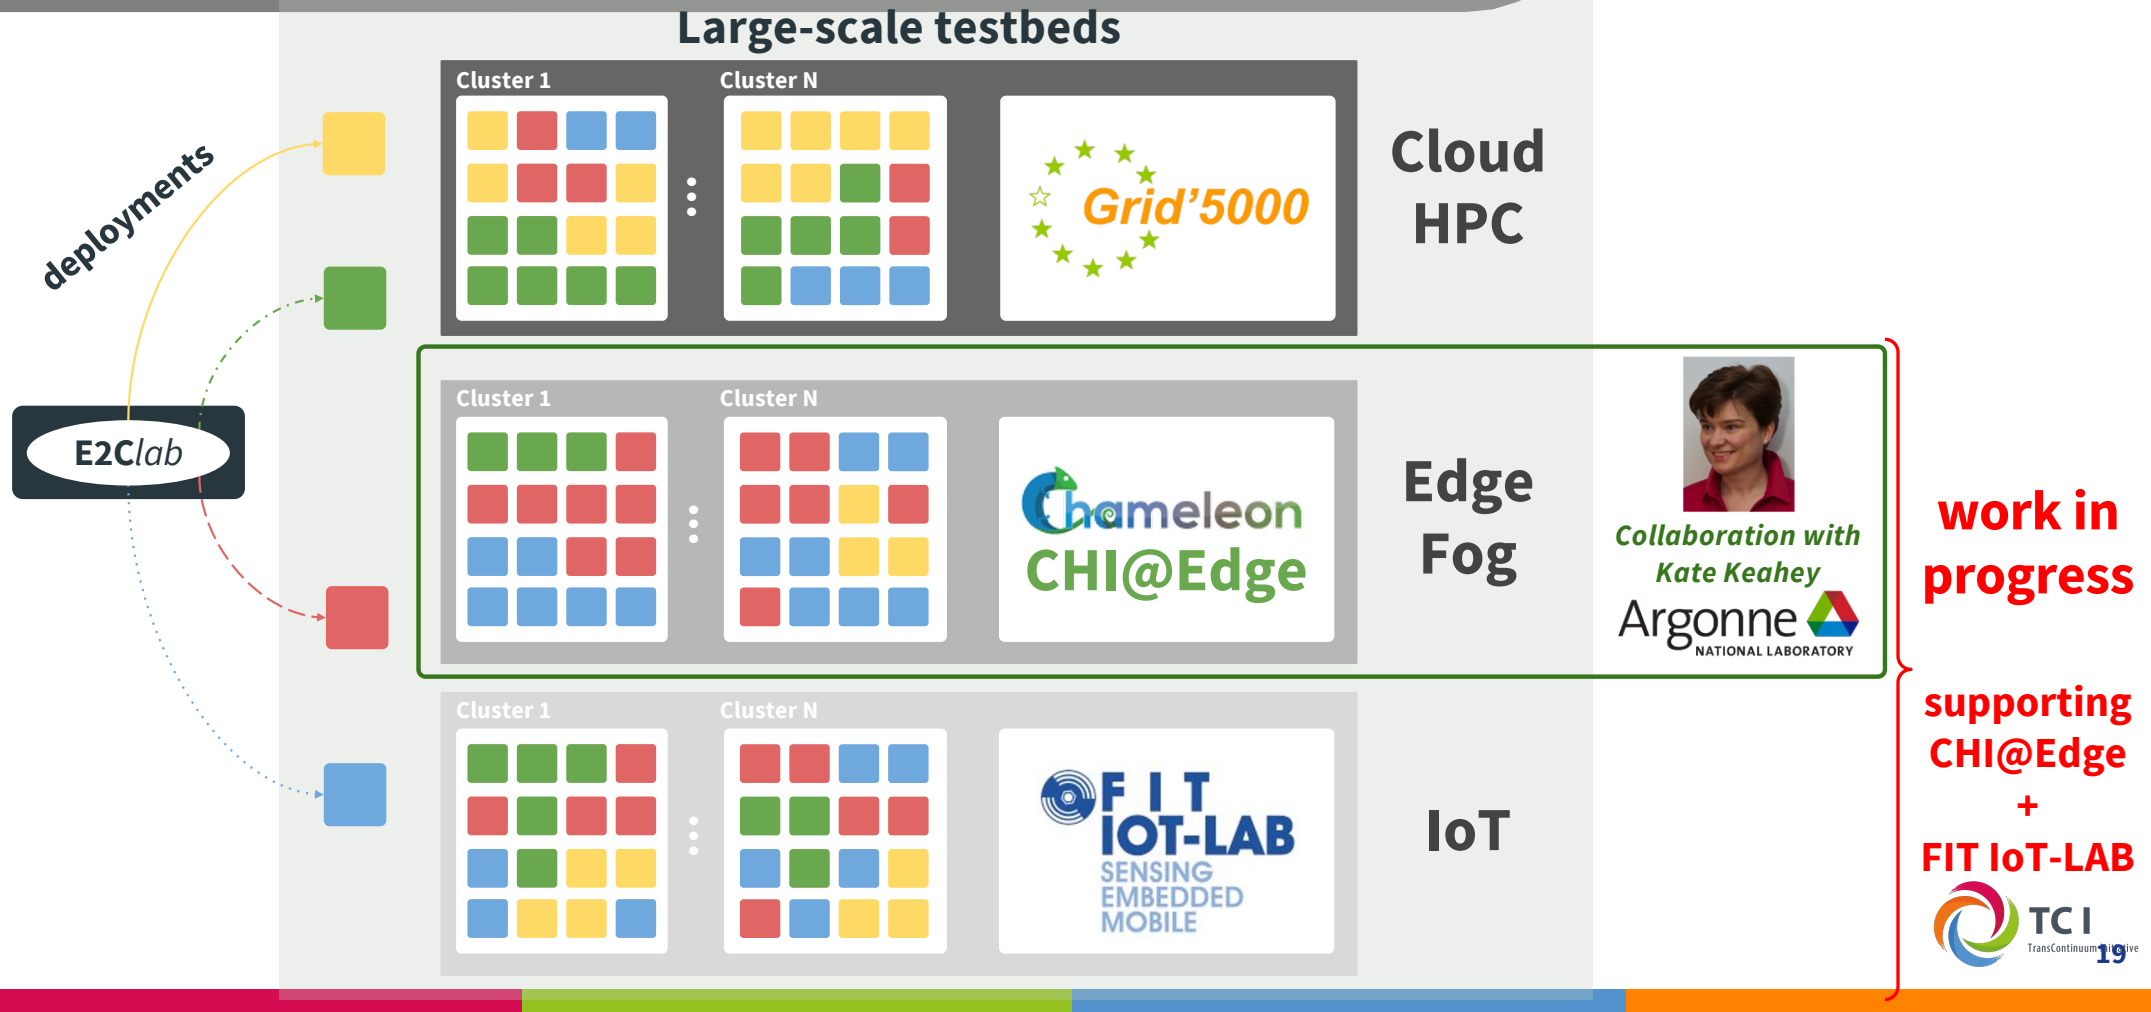 Large-scale testbeds
deployments
E2Clab
Cluster 1
Cluster N
Grid'5000
Cloud
HPC
Cluster 1
Cluster N
Chameleon
CHI@Edge
Edge
Fog
Collaboration with
Kate Keahey
Argonne
NATIONAL LABORATORY
work in
progress
Cluster 1
Cluster N
FIT
IOT-LAB
SENSING
EMBEDDED
MOBILE
IoT
supporting
CHI@Edge
+
FIT IoT-LAB
TCI
TransContinuum Initiative
19